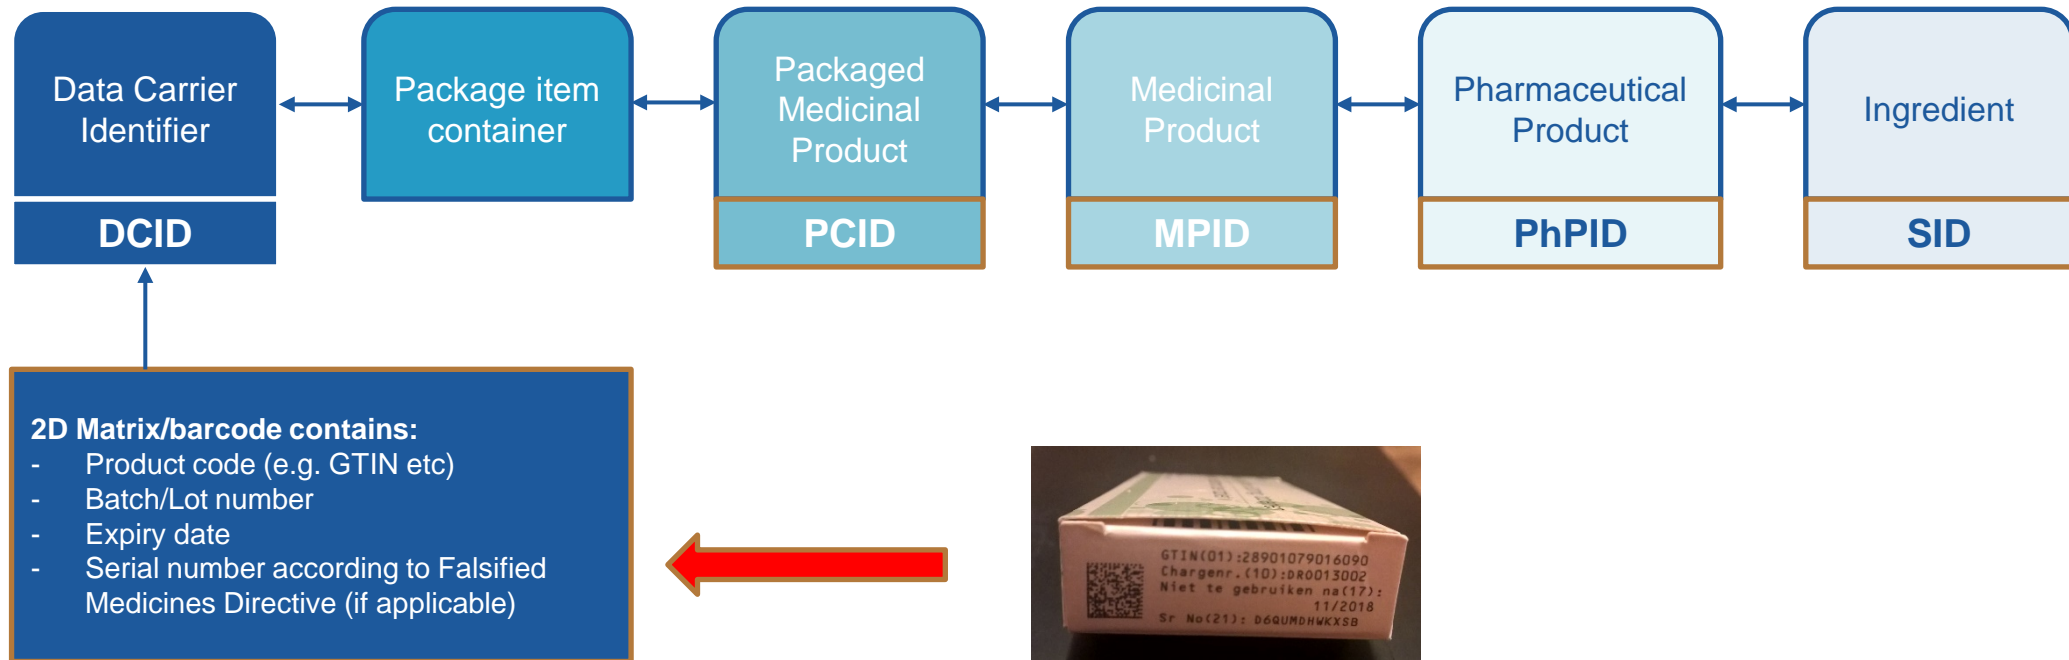 Data Carrier
Identifier
DCID
Package item
container
Packaged
Medicinal
Product
PCID
Medicinal
Product
MPID
Pharmaceutical
Product
PhPID
Ingredient
SID
2D Matrix/barcode contains:
- Product code (e.g. GTIN etc)
- Batch/Lot number
- Expiry date
- Serial number according to Falsified
Medicines Directive (if applicable)
GTIN(01):28901079016090
Chargenr.(10):DR0013002
Niet te gebruiken na(17):
11/2018
Sr No(21): D6QUMDHWKXSB